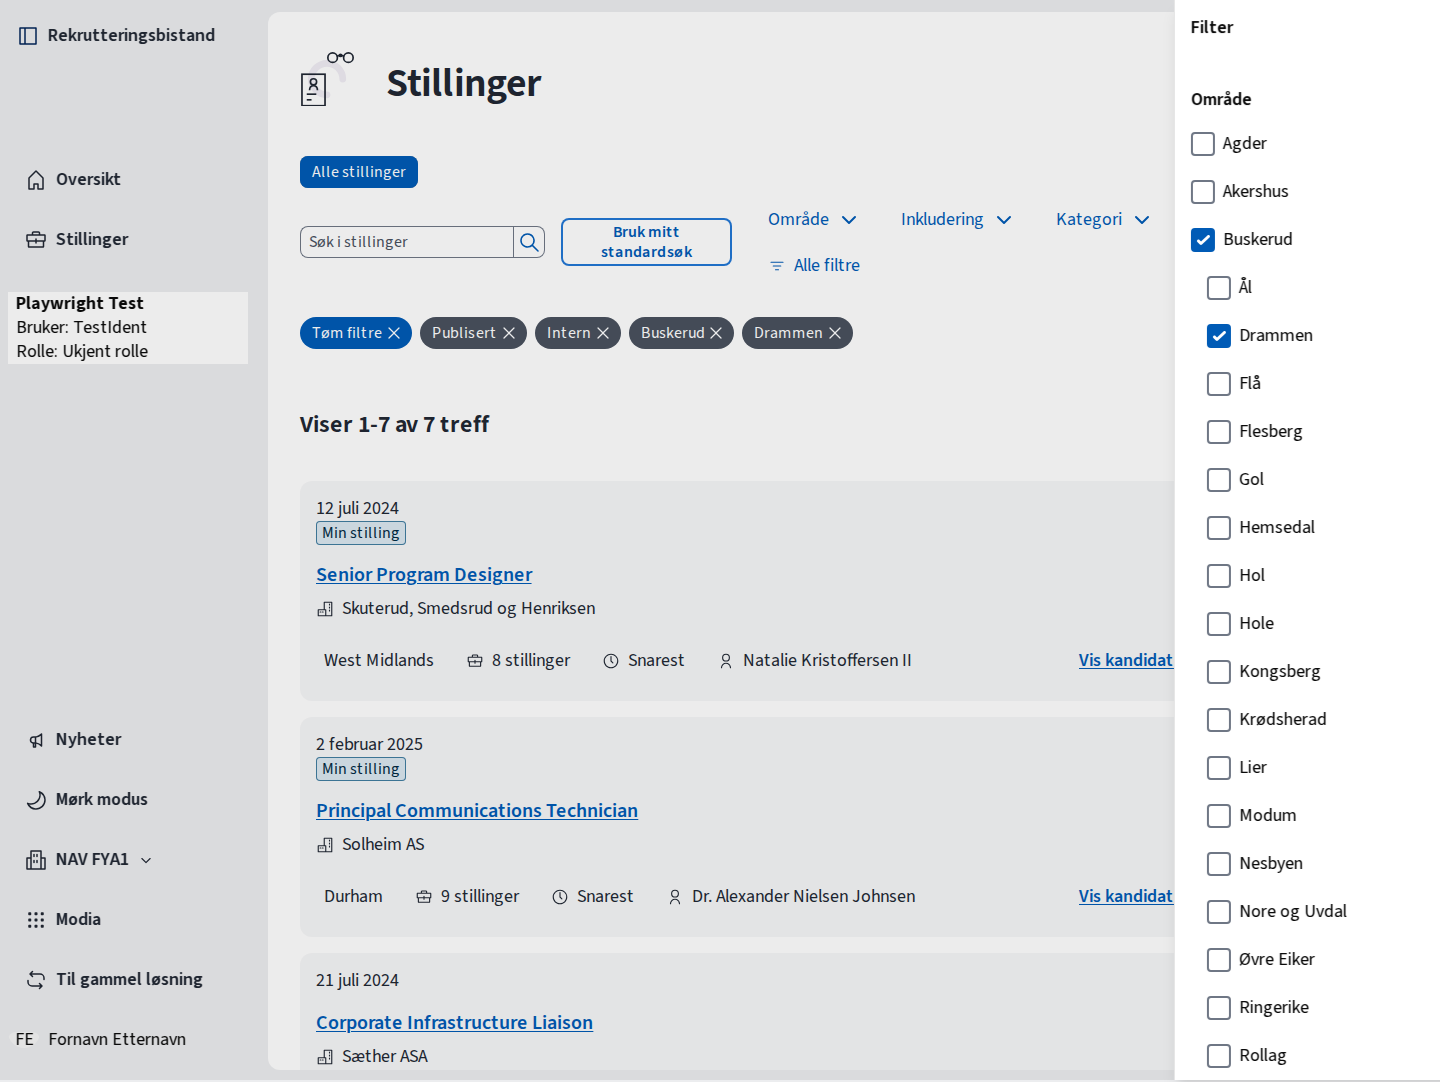 Rekrutteringsbistand
Oversikt
Stillinger
Playwright Test
Bruker: TestIdent
Rolle: Ukjent rolle
Nyheter
Mørk modus
NAV FYA1
Modia
Til gammel løsning
FE Fornavn Etternavn
Stillinger
Alle stillinger
Søk i stillinger
Bruk mitt
standardsøk
Område
Inkludering
Kategori
Alle filtre
Tøm filtre
Publisert
Intern
Buskerud
Drammen
Viser 1-7 av 7 treff
12 juli 2024
Min stilling
Senior Program Designer
Skuterud, Smedsrud og Henriksen
West Midlands 8 stillinger Snarest Natalie Kristoffersen II Vis kandidat
2 februar 2025
Min stilling
Principal Communications Technician
Solheim AS
Durham 9 stillinger Snarest Dr. Alexander Nielsen Johnsen Vis kandidat
21 juli 2024
Corporate Infrastructure Liaison
Sæther ASA
Filter
Område
Agder
Akershus
Buskerud
Ål
Drammen
Flå
Flesberg
Gol
Hemsedal
Hol
Hole
Kongsberg
Krødsherad
Lier
Modum
Nesbyen
Nore og Uvdal
Øvre Eiker
Ringerike
Rollag